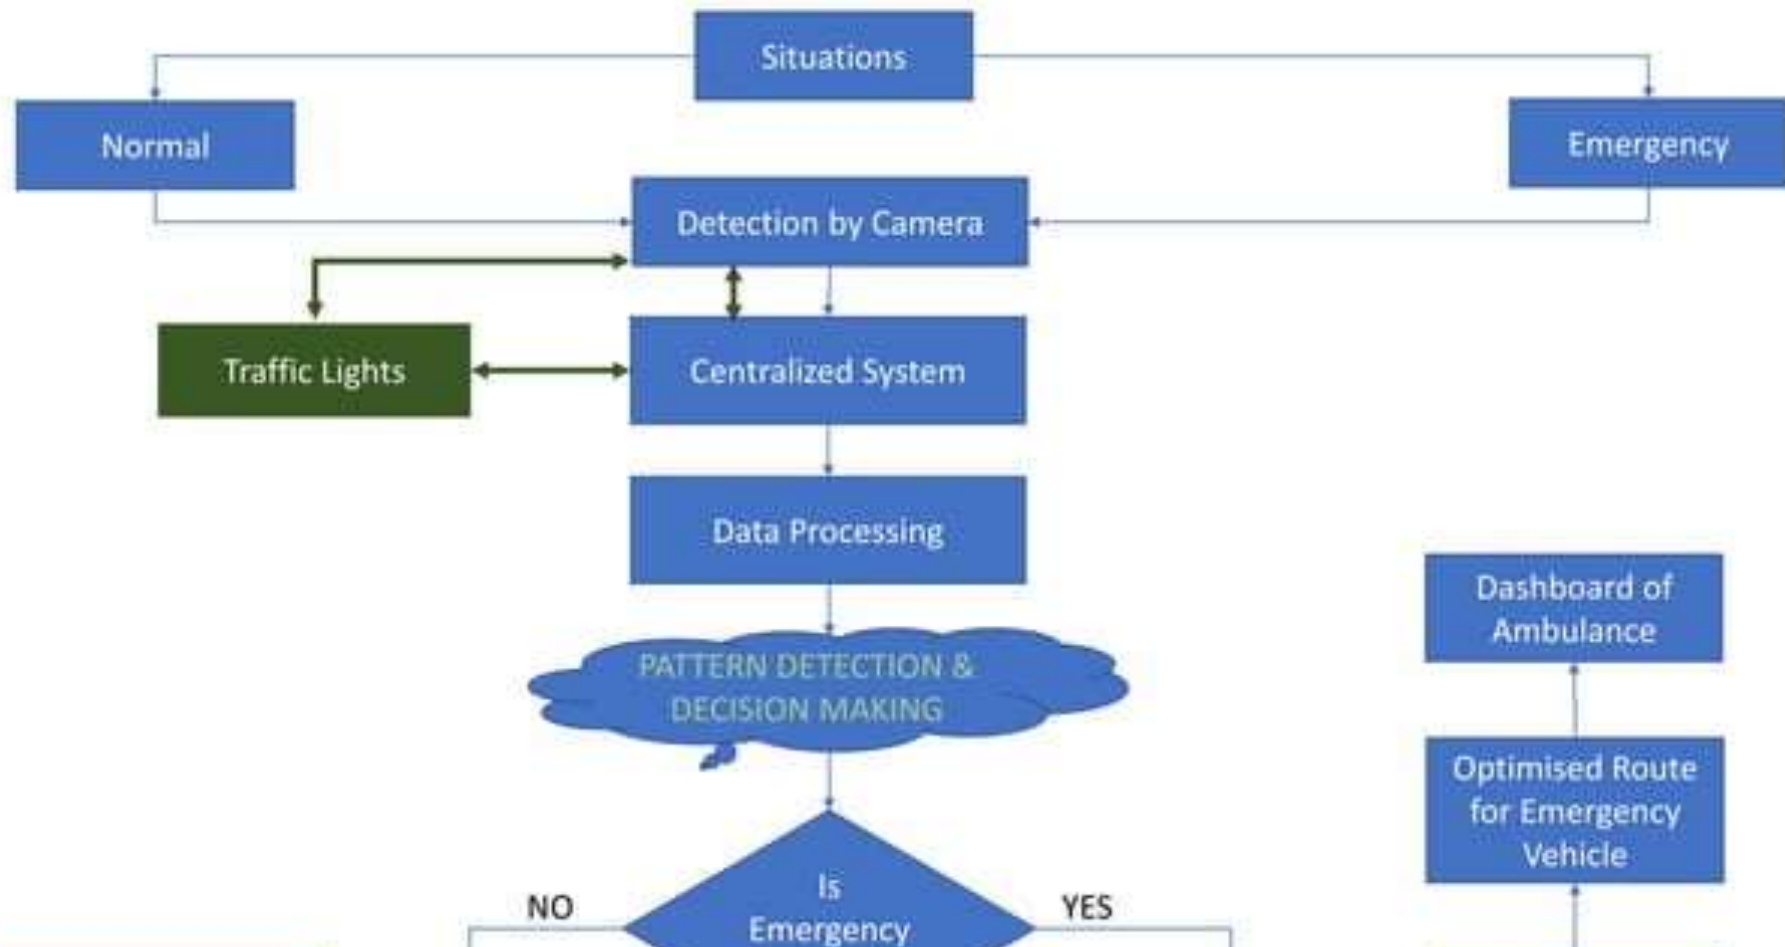 Situations
Normal
Emergency
Detection by Camera
Traffic Lights
Centralized System
Data Processing
Dashboard of
Ambulance
PATTERN DETECTION &
DECISION MAKING
Optimised Route
for Emergency
Vehicle
Is
Emergency
NO
YES